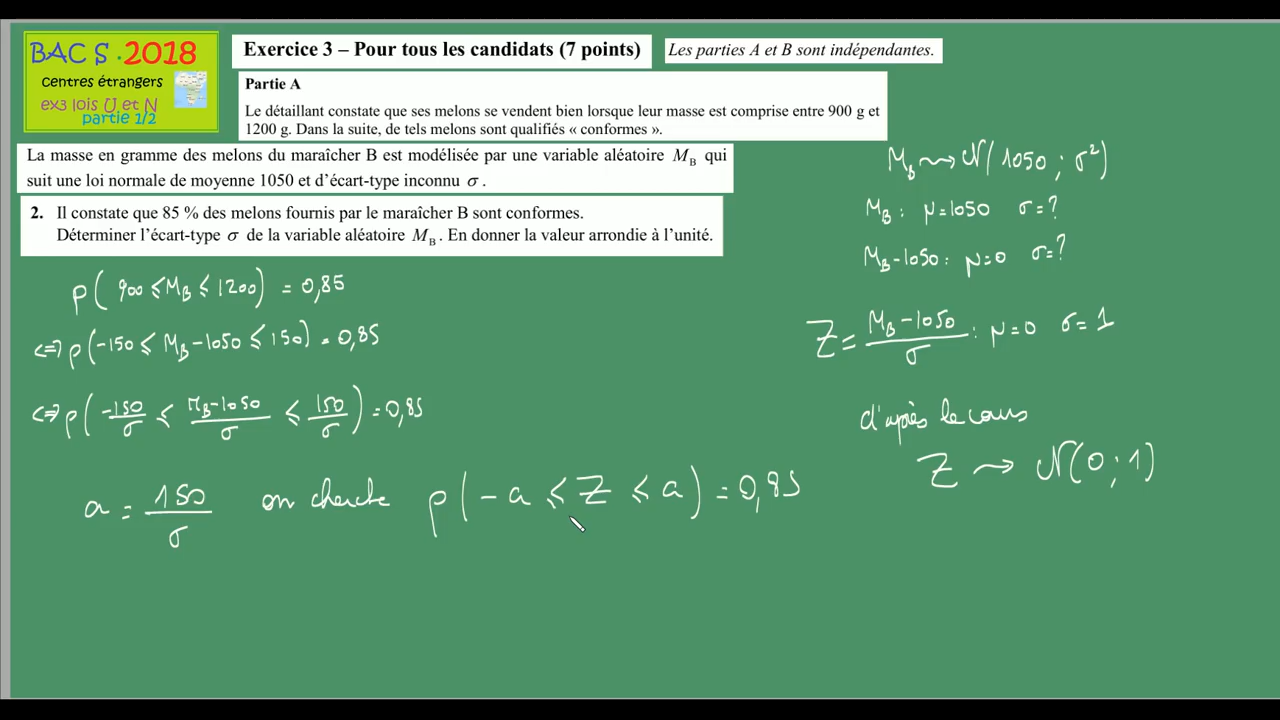 BAC S . 2018
Centres étrangers
ex3 lois U et N
partie 1/2
Exercice 3 – Pour tous les candidats (7 points)
Les parties A et B sont indépendantes.
Partie A
Le détaillant constate que ses melons se vendent bien lorsque leur masse est comprise entre 900 g et
1200 g. Dans la suite, de tels melons sont qualifiés « conformes ».
La masse en gramme des melons du maraîcher B est modélisée par une variable aléatoire M_B qui
suit une loi normale de moyenne 1050 et d'écart-type inconnu σ .
2. Il constate que 85 % des melons fournis par le maraîcher B sont conformes.
Déterminer l'écart-type σ de la variable aléatoire M_B . En donner la valeur arrondie à l'unité.
p(900 ≤ M_B ≤ 1200) = 0,85
⟺ p(-150 ≤ M_B-1050 ≤ 150) = 0,85
⟺ p(-150/σ ≤ (M_B-1050)/σ ≤ 150/σ) = 0,85
a = 150/σ on cherche p(-a ≤ Z ≤ a) = 0,85
M_B ⇝ N(1050 ; σ²)
M_B : μ=1050 σ=?
M_B-1050 : μ=0 σ=?
Z = (M_B-1050)/σ : μ=0 σ=1
d'après le cours
Z ⇝ N(0 ; 1)